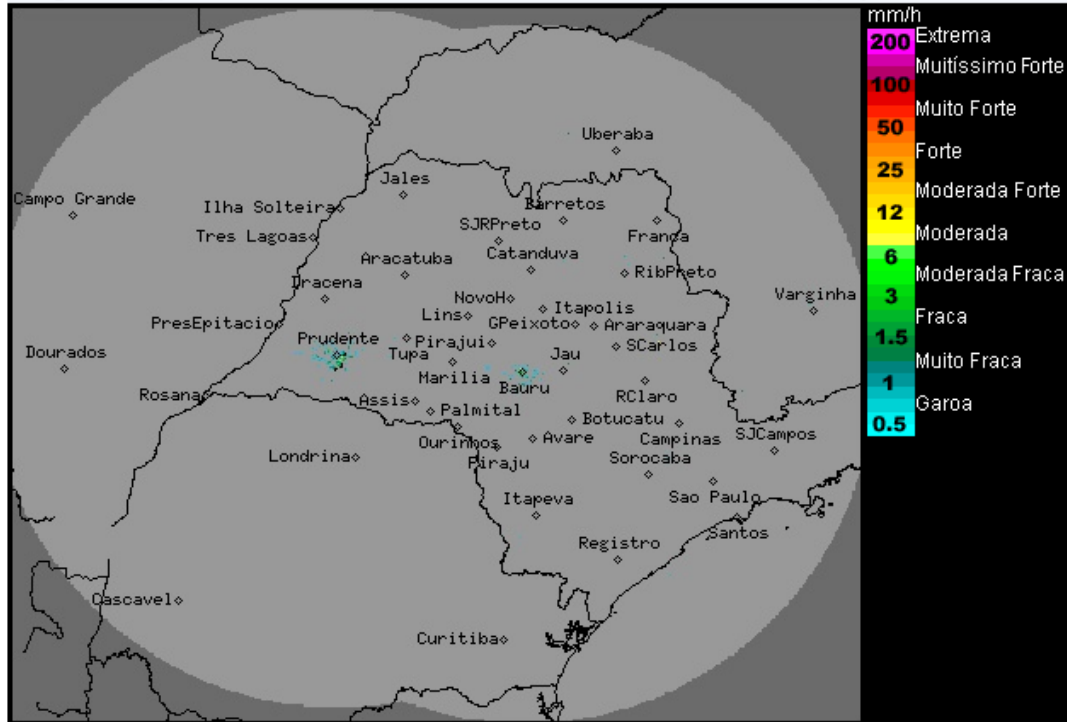 mm/h
200 Extrema
Muitíssimo Forte
100
Muito Forte
50
Forte
25
Moderada Forte
12
Moderada
6
Moderada Fraca
3
Fraca
1.5
Muito Fraca
1
Garoa
0.5
Uberaba
Jales
Campo Grande
Ilha Solteira
Barretos
Tres Lagoas
SJRPreto
Franca
Aracatuba
Catanduva
RibPreto
Dracena
NovoH
Itapolis
Varginha
PresEpitacio
Lins
GPeixoto
Araraquara
Prudente
Pirajui
SCarlos
Dourados
Tupa
Jau
Marilia
Bauru
Rosana
Assis
RClaro
Palmital
Botucatu
Ourinhos
Avare
Campinas
SJCampos
Londrina
Piraju
Sorocaba
Itapeva
Sao Paulo
Santos
Registro
Cascavel
Curitiba